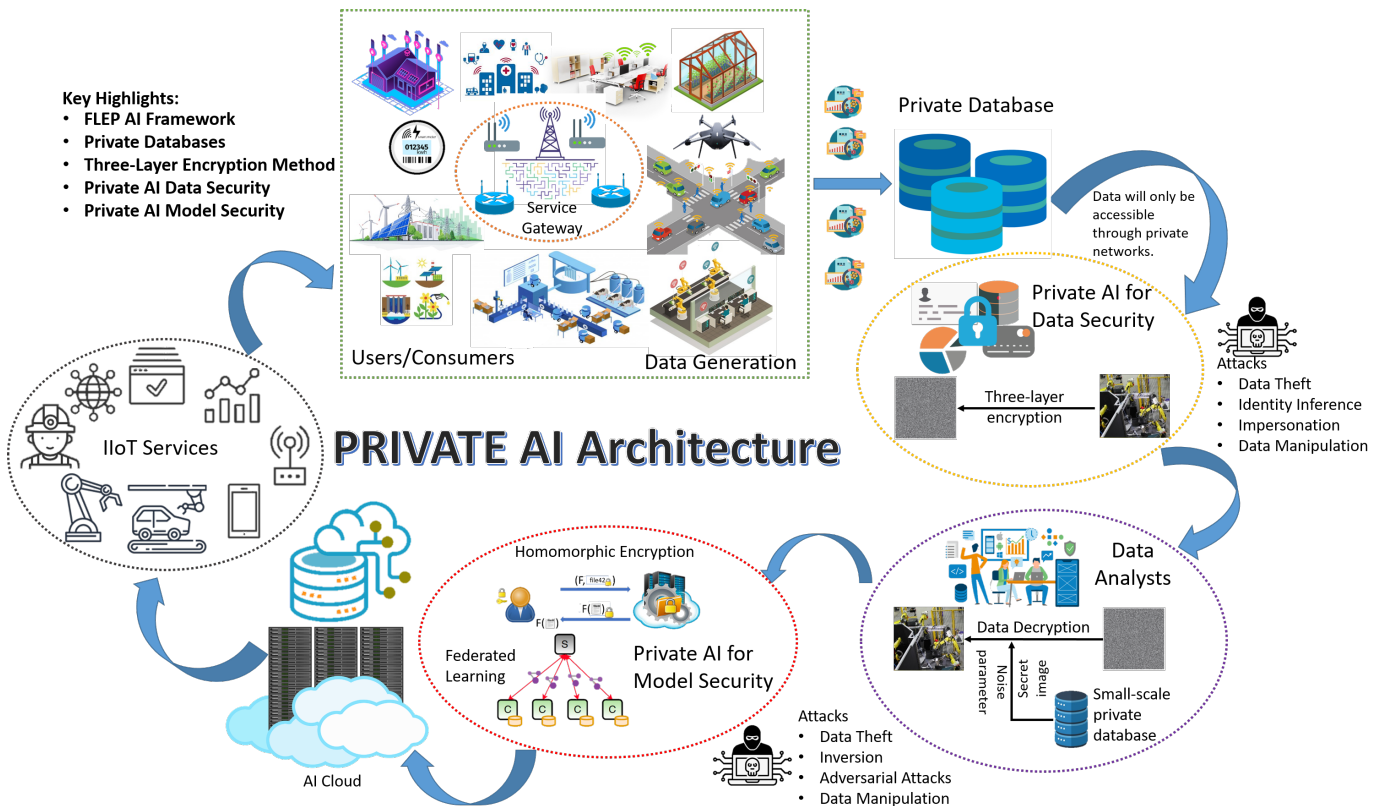 Key Highlights:
• FLEP AI Framework
• Private Databases
• Three-Layer Encryption Method
• Private AI Data Security
• Private AI Model Security
012345
kWh
Service
Gateway
Users/Consumers
Data Generation
Private Database
Data will only be
accessible
through private
networks.
Private AI for
Data Security
Three-layer
encryption
Attacks
• Data Theft
• Identity Inference
• Impersonation
• Data Manipulation
IIoT Services
PRIVATE AI Architecture
Data
Analysts
Data Decryption
Noise
parameter
Secret
image
Small-scale
private
database
Homomorphic Encryption
(F, file42)
F( )
F( )
Federated
Learning
S
C
C
C
C
Private AI for
Model Security
Attacks
• Data Theft
• Inversion
• Adversarial Attacks
• Data Manipulation
AI Cloud